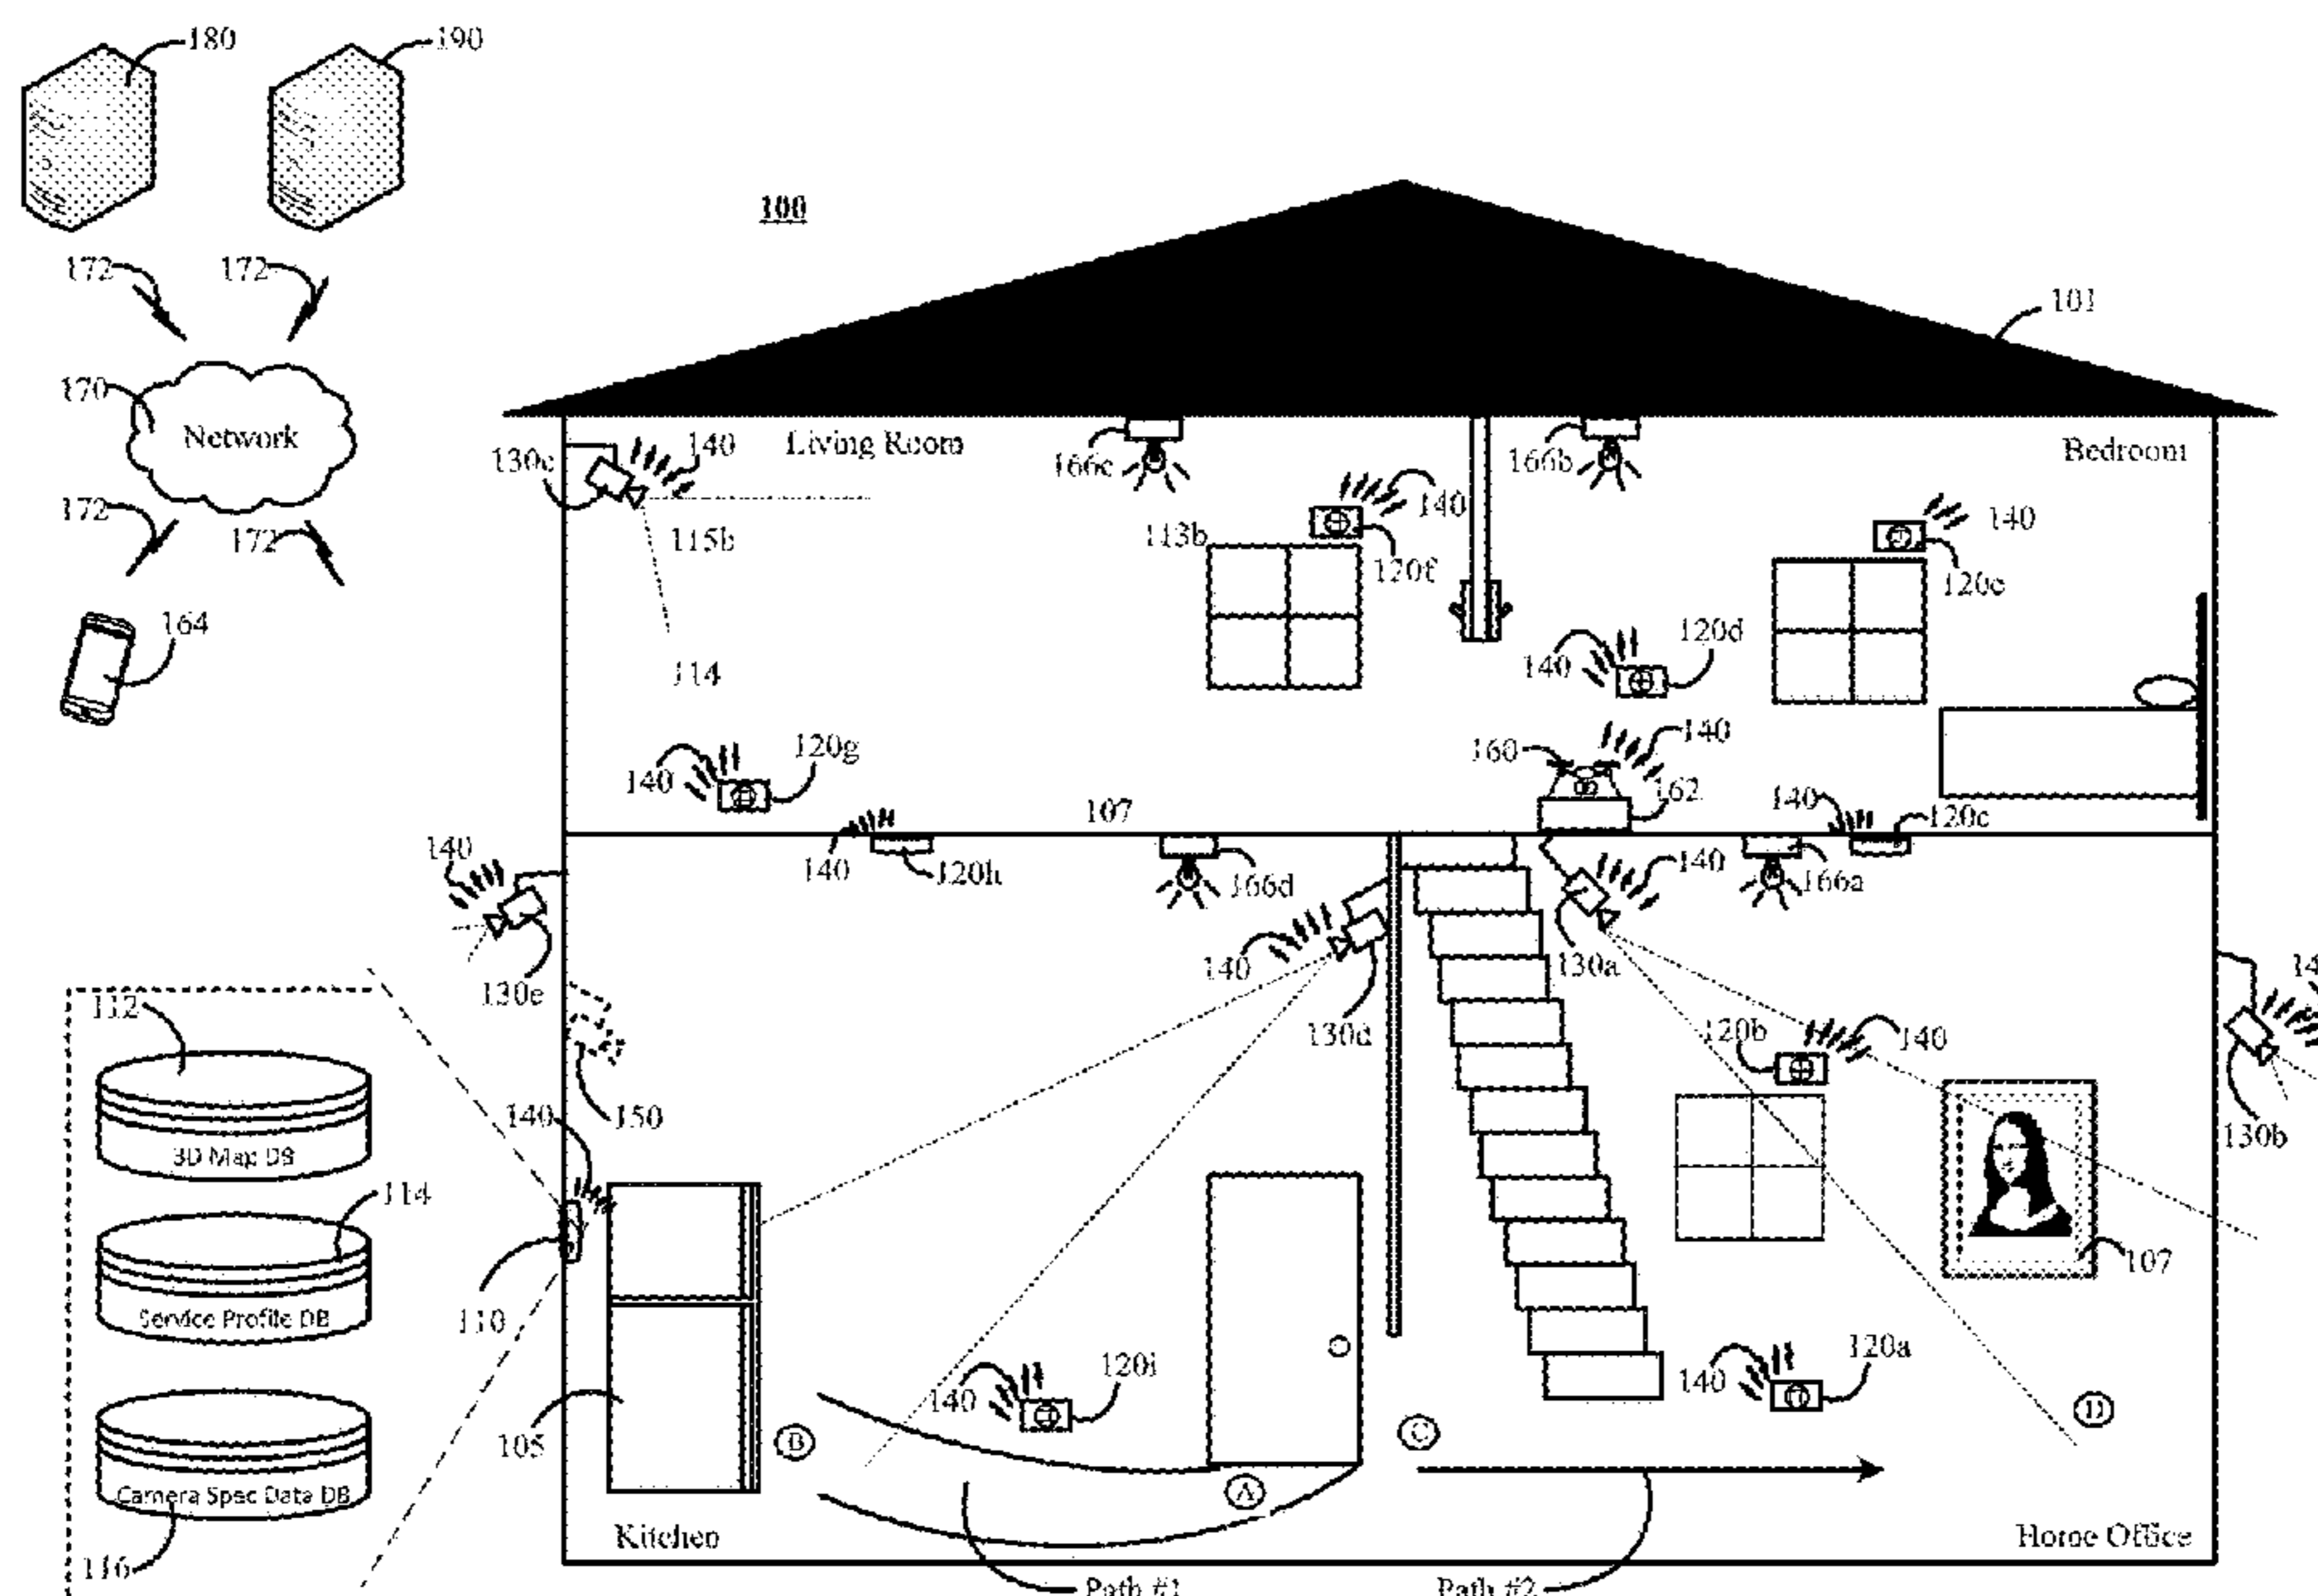 180
190
100
172
172
101
170
Network
130c
140
Living Room
166c
166b
Bedroom
140
140
172
172
115b
113b
120f
120e
164
114
140
120d
140
120g
160
140
162
107
140
120c
140
140
120h
166d
140
166a
140
130a
130e
112
130d
120b
140
150
140
130b
3D Map DB
114
Service Profile DB
110
107
120i
140
120a
140
105
B
C
D
A
Camera Spec Data DB
116
Kitchen
Home Office
Path #1
Path #2